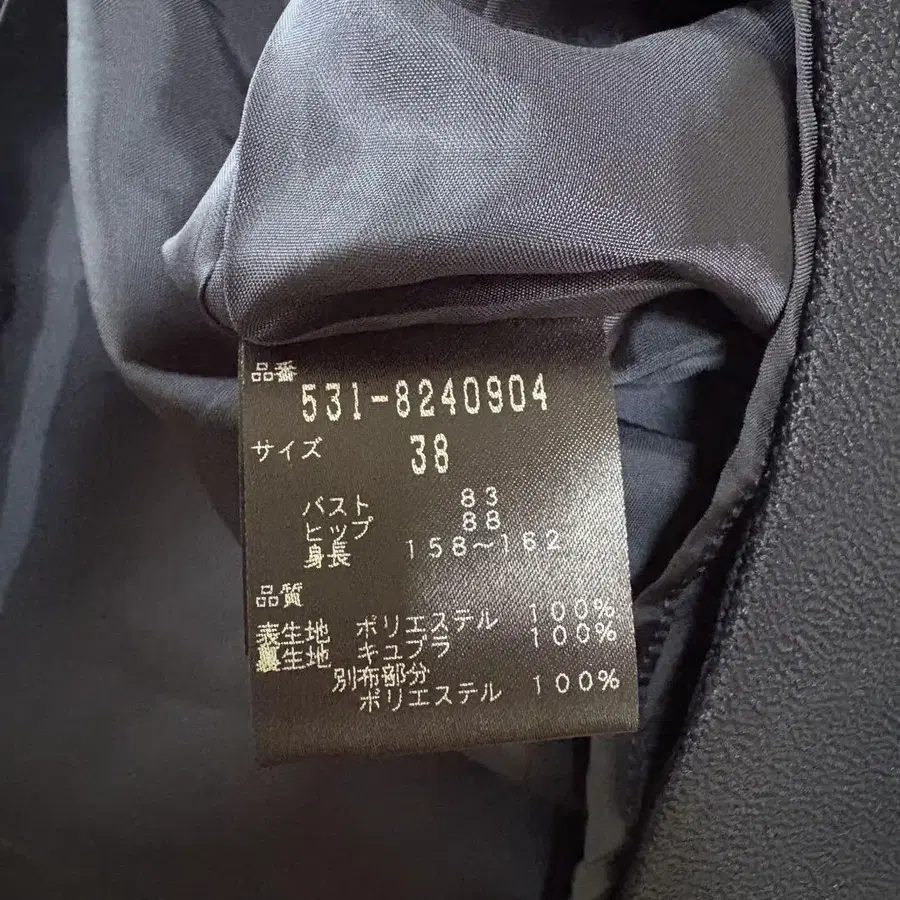 品番
531-8240904
サイズ 38
バスト 83
ヒップ 88
身長 158~162
品質
表生地 ポリエステル 100%
裏生地 キュプラ 100%
別布部分
ポリエステル 100%